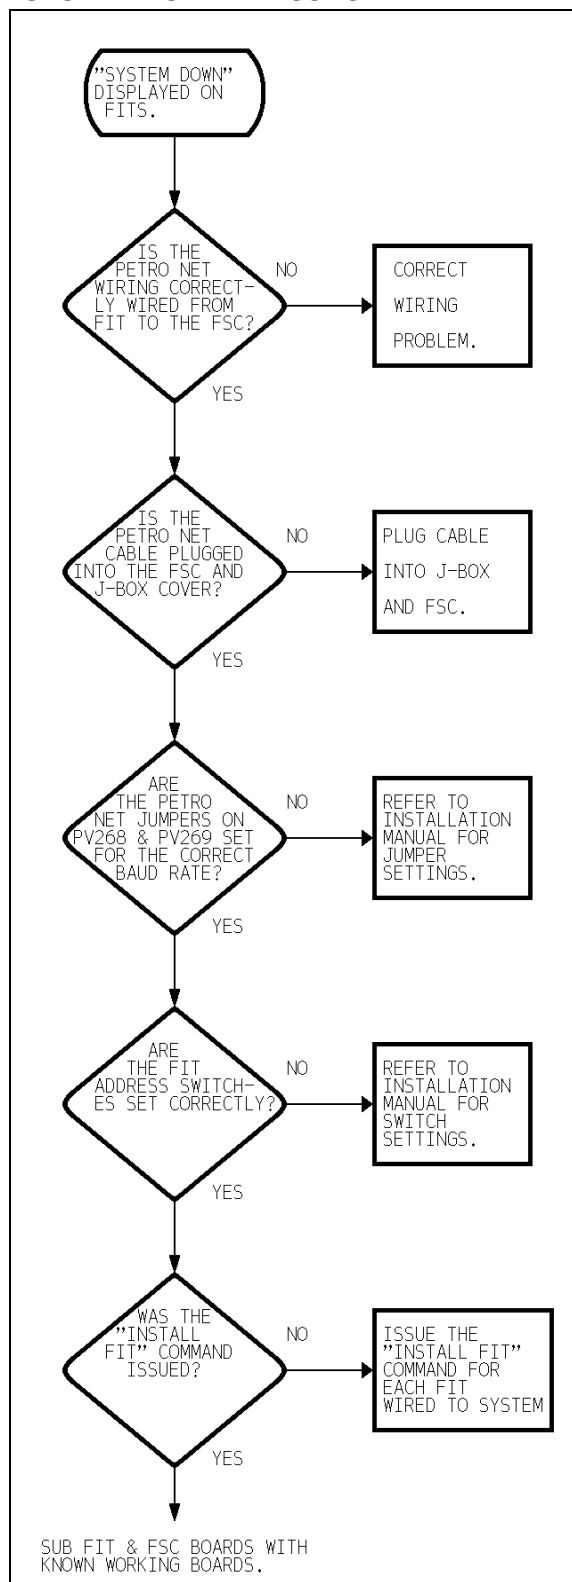 "SYSTEM DOWN"
DISPLAYED ON
FITS.
IS THE
PETRO NET
WIRING CORRECT-
LY WIRED FROM
FIT TO THE FSC?
NO
CORRECT
WIRING
PROBLEM.
YES
IS THE
PETRO NET
CABLE PLUGGED
INTO THE FSC AND
J-BOX COVER?
NO
PLUG CABLE
INTO J-BOX
AND FSC.
YES
ARE
THE PETRO
NET JUMPERS ON
PV268 & PV269 SET
FOR THE CORRECT
BAUD RATE?
NO
REFER TO
INSTALLATION
MANUAL FOR
JUMPER
SETTINGS.
YES
ARE
THE FIT
ADDRESS SWITCH-
ES SET CORRECTLY?
NO
REFER TO
INSTALLATION
MANUAL FOR
SWITCH
SETTINGS.
YES
WAS THE
"INSTALL
FIT" COMMAND
ISSUED?
NO
ISSUE THE
"INSTALL FIT"
COMMAND FOR
EACH FIT
WIRED TO SYSTEM
YES
SUB FIT & FSC BOARDS WITH
KNOWN WORKING BOARDS.